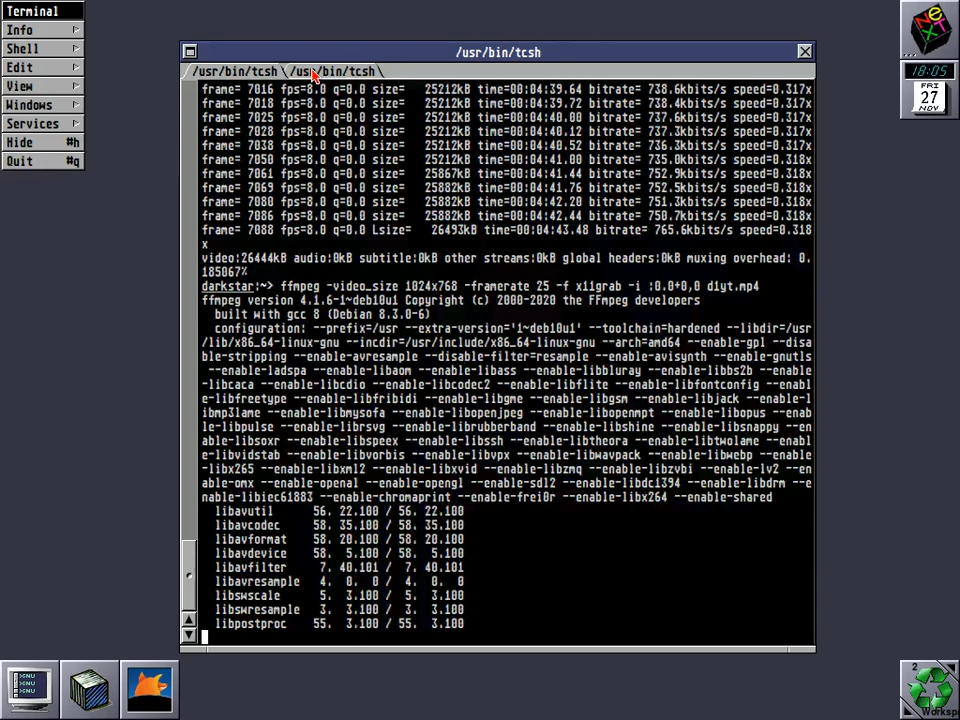 Terminal
Info
Shell
Edit
View
Windows
Services
Hide #h
Quit #q
/usr/bin/tcsh
/usr/bin/tcsh /usr/bin/tcsh
frame= 7016 fps=8.0 q=0.0 size=   25212kB time=00:04:39.64 bitrate= 738.6kbits/s speed=0.317x
frame= 7018 fps=8.0 q=0.0 size=   25212kB time=00:04:39.72 bitrate= 738.4kbits/s speed=0.317x
frame= 7025 fps=8.0 q=0.0 size=   25212kB time=00:04:40.00 bitrate= 737.6kbits/s speed=0.317x
frame= 7028 fps=8.0 q=0.0 size=   25212kB time=00:04:40.12 bitrate= 737.3kbits/s speed=0.317x
frame= 7038 fps=8.0 q=0.0 size=   25212kB time=00:04:40.52 bitrate= 736.3kbits/s speed=0.317x
frame= 7050 fps=8.0 q=0.0 size=   25212kB time=00:04:41.00 bitrate= 735.0kbits/s speed=0.317x
frame= 7061 fps=8.0 q=0.0 size=   25867kB time=00:04:41.44 bitrate= 752.9kbits/s speed=0.318x
frame= 7069 fps=8.0 q=0.0 size=   25882kB time=00:04:41.76 bitrate= 752.5kbits/s speed=0.318x
frame= 7080 fps=8.0 q=0.0 size=   25882kB time=00:04:42.20 bitrate= 751.3kbits/s speed=0.318x
frame= 7086 fps=8.0 q=0.0 size=   25882kB time=00:04:42.44 bitrate= 750.7kbits/s speed=0.318x
frame= 7088 fps=8.0 q=0.0 Lsize=   26493kB time=00:04:43.48 bitrate= 765.6kbits/s speed=0.318
x
video:26444kB audio:0kB subtitle:0kB other streams:0kB global headers:0kB muxing overhead: 0.
185067%
darkstar:~> ffmpeg -video_size 1024x768 -framerate 25 -f x11grab -i :0.0+0,0 d1yt.mp4
ffmpeg version 4.1.6-1~deb10u1 Copyright (c) 2000-2020 the FFmpeg developers
built with gcc 8 (Debian 8.3.0-6)
configuration: --prefix=/usr --extra-version='1~deb10u1' --toolchain=hardened --libdir=/usr
/lib/x86_64-linux-gnu --incdir=/usr/include/x86_64-linux-gnu --arch=amd64 --enable-gpl --disa
ble-stripping --enable-avresample --disable-filter=resample --enable-avisynth --enable-gnutls
--enable-ladspa --enable-libaom --enable-libass --enable-libbluray --enable-libbs2b --enable
-libcaca --enable-libcdio --enable-libcodec2 --enable-libflite --enable-libfontconfig --enabl
e-libfreetype --enable-libfribidi --enable-libgme --enable-libgsm --enable-libjack --enable-l
ibmp3lame --enable-libmysofa --enable-libopenjpeg --enable-libopenmpt --enable-libopus --enab
le-libpulse --enable-librsvg --enable-librubberband --enable-libshine --enable-libsnappy --en
able-libsoxr --enable-libspeex --enable-libssh --enable-libtheora --enable-libtwolame --enabl
e-libvidstab --enable-libvorbis --enable-libvpx --enable-libwavpack --enable-libwebp --enable
-libx265 --enable-libxml2 --enable-libxvid --enable-libzmq --enable-libzvbi --enable-lv2 --en
able-omx --enable-openal --enable-opengl --enable-sdl2 --enable-libdc1394 --enable-libdrm --e
nable-libiec61883 --enable-chromaprint --enable-frei0r --enable-libx264 --enable-shared
libavutil      56. 22.100 / 56. 22.100
libavcodec     58. 35.100 / 58. 35.100
libavformat    58. 20.100 / 58. 20.100
libavdevice    58.  5.100 / 58.  5.100
libavfilter     7. 40.101 /  7. 40.101
libavresample   4.  0.  0 /  4.  0.  0
libswscale      5.  3.100 /  5.  3.100
libswresample   3.  3.100 /  3.  3.100
libpostproc    55.  3.100 / 55.  3.100
NeXT
18:05
FRI
27
NOV
XGNU XGNU
XGNU XGNU
2
Worksp